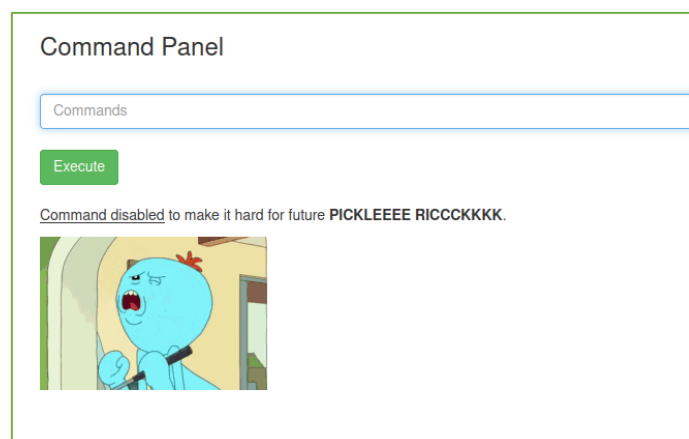 Command Panel
Commands
Execute
Command disabled to make it hard for future PICKLEEEE RICCCKKKK.